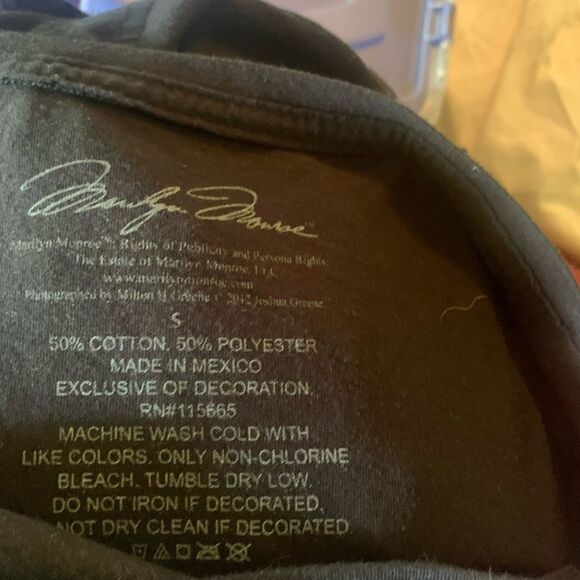 Marilyn Monroe™
Marilyn Monroe™; Rights of Publicity and Persona Rights:
The Estate of Marilyn Monroe, LLC.
www.marilynmonroe.com
Photographed by Milton H Greene © 2012 Joshua Greene.
S
50% COTTON, 50% POLYESTER
MADE IN MEXICO
EXCLUSIVE OF DECORATION.
RN#115665
MACHINE WASH COLD WITH
LIKE COLORS. ONLY NON-CHLORINE
BLEACH. TUMBLE DRY LOW.
DO NOT IRON IF DECORATED.
NOT DRY CLEAN IF DECORATED.